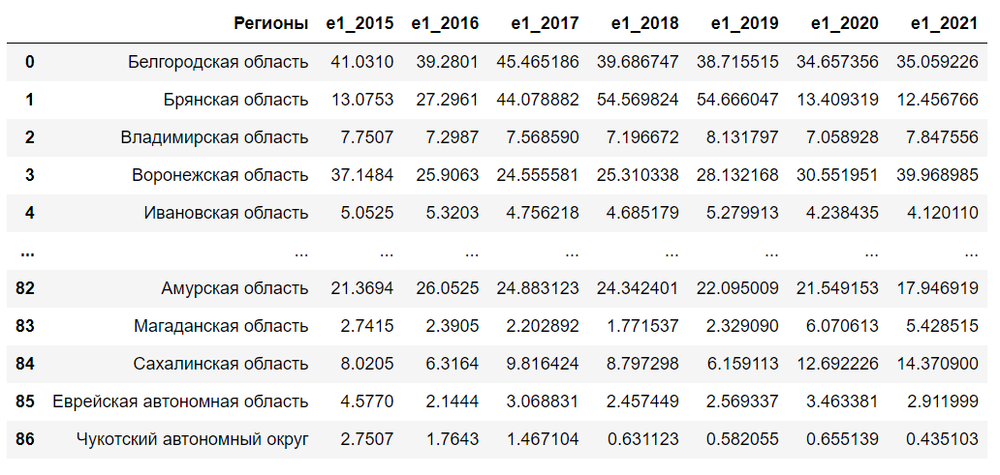 Регионы e1_2015 e1_2016 e1_2017 e1_2018 e1_2019 e1_2020 e1_2021
0 Белгородская область 41.0310 39.2801 45.465186 39.686747 38.715515 34.657356 35.059226
1 Брянская область 13.0753 27.2961 44.078882 54.569824 54.666047 13.409319 12.456766
2 Владимирская область 7.7507 7.2987 7.568590 7.196672 8.131797 7.058928 7.847556
3 Воронежская область 37.1484 25.9063 24.555581 25.310338 28.132168 30.551951 39.968985
4 Ивановская область 5.0525 5.3203 4.756218 4.685179 5.279913 4.238435 4.120110
... ... ... ... ... ... ... ... ...
82 Амурская область 21.3694 26.0525 24.883123 24.342401 22.095009 21.549153 17.946919
83 Магаданская область 2.7415 2.3905 2.202892 1.771537 2.329090 6.070613 5.428515
84 Сахалинская область 8.0205 6.3164 9.816424 8.797298 6.159113 12.692226 14.370900
85 Еврейская автономная область 4.5770 2.1444 3.068831 2.457449 2.569337 3.463381 2.911999
86 Чукотский автономный округ 2.7507 1.7643 1.467104 0.631123 0.582055 0.655139 0.435103